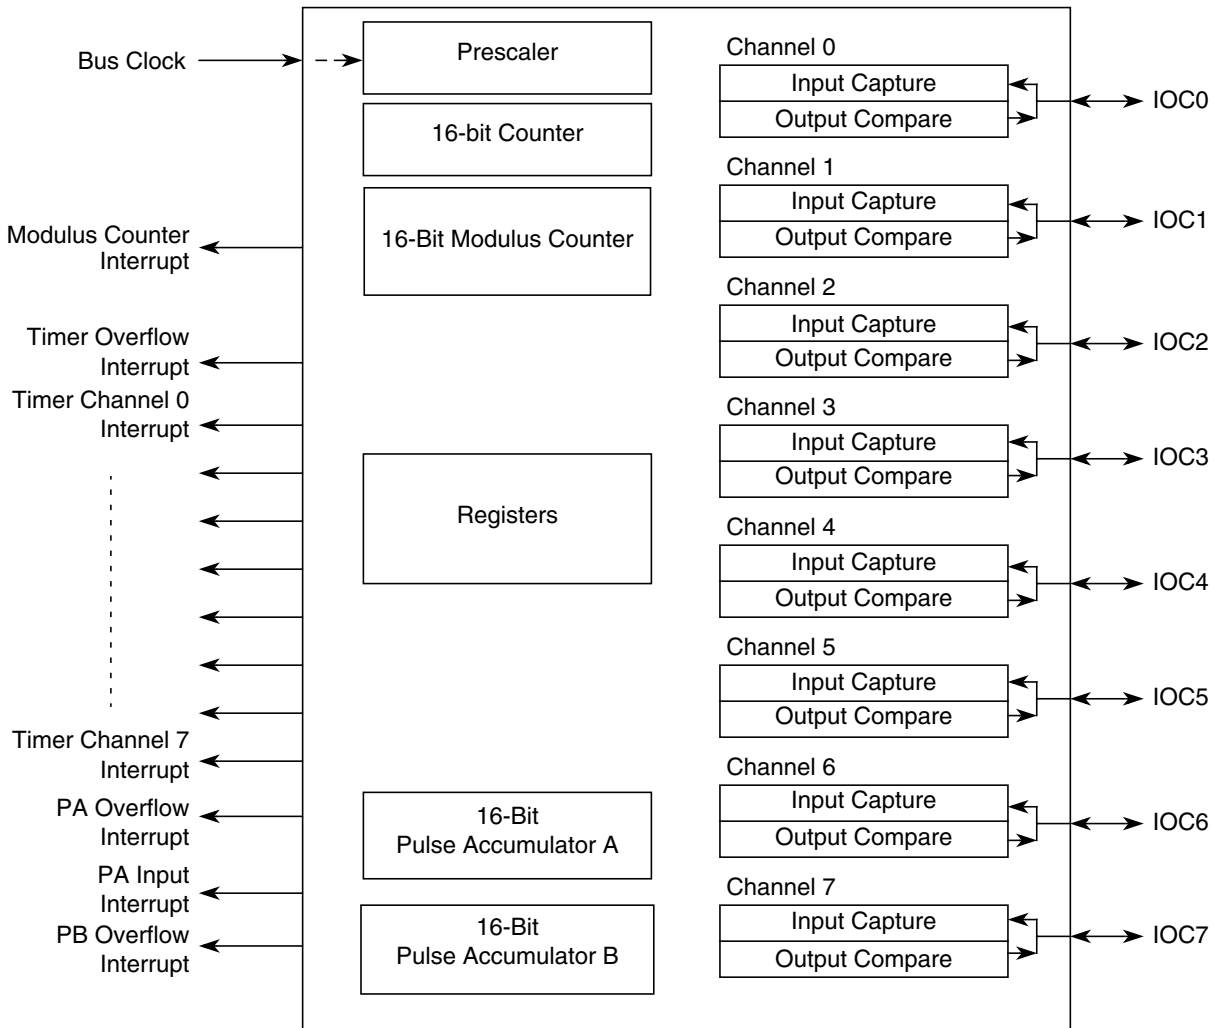 Bus Clock
Modulus Counter
Interrupt
Timer Overflow
Interrupt
Timer Channel 0
Interrupt
Timer Channel 7
Interrupt
PA Overflow
Interrupt
PA Input
Interrupt
PB Overflow
Interrupt
Prescaler
16-bit Counter
16-Bit Modulus Counter
Registers
16-Bit
Pulse Accumulator A
16-Bit
Pulse Accumulator B
Channel 0
Input Capture
Output Compare
IOC0
Channel 1
Input Capture
Output Compare
IOC1
Channel 2
Input Capture
Output Compare
IOC2
Channel 3
Input Capture
Output Compare
IOC3
Channel 4
Input Capture
Output Compare
IOC4
Channel 5
Input Capture
Output Compare
IOC5
Channel 6
Input Capture
Output Compare
IOC6
Channel 7
Input Capture
Output Compare
IOC7